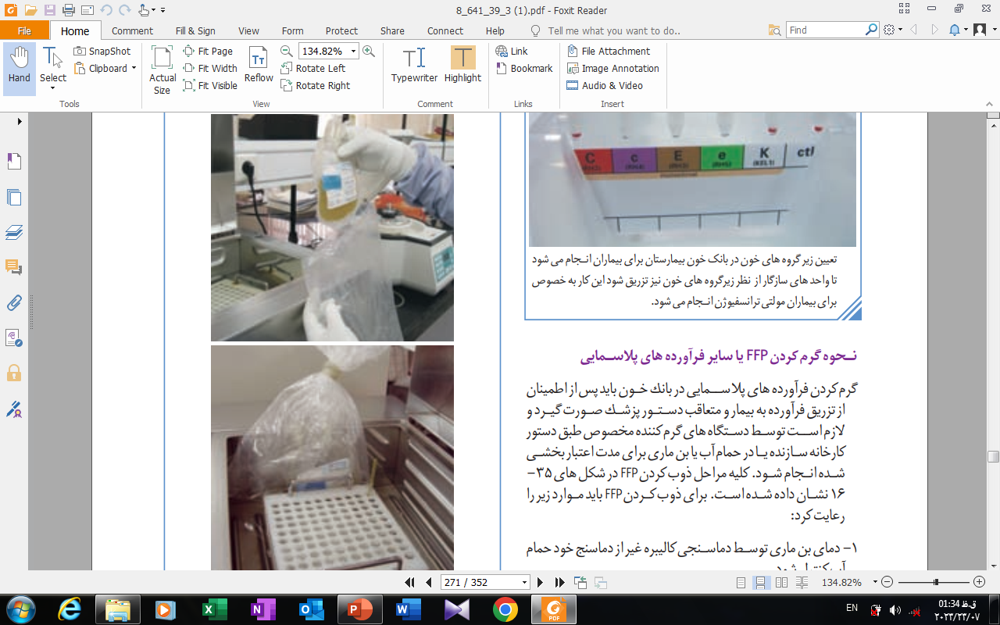 8_641_39_3 (1).pdf - Foxit Reader
File
Home
Comment
Fill & Sign
View
Form
Protect
Share
Connect
Help
Tell me what you want to do..
Find
Hand
Select
SnapShot
Clipboard
Tools
Actual Size
Fit Page
Fit Width
Fit Visible
Reflow
134.82%
Rotate Left
Rotate Right
View
Typewriter
Highlight
Comment
Link
Bookmark
Links
File Attachment
Image Annotation
Audio & Video
Insert
C c E e K ctl
تعیین زیر گروه های خون در بانک خون بیمارستان برای بیماران انجام می شود
تا واحد های سازگار از نظر زیرگروه های خون نیز تزریق شود این کار به خصوص
برای بیماران مولتی ترانسفیوژن انجام می شود.
نحوه گرم کردن FFP یا سایر فرآورده های پلاسمایی
گرم کردن فرآورده های پلاسمایی در بانك خون باید پس از اطمینان
از تزریق فرآورده به بیمار و متعاقب دستور پزشك صورت گیرد و
لازم است توسط دستگاه های گرم کننده مخصوص طبق دستور
کارخانه سازنده یا در حمام آب یا بن ماری برای مدت اعتبار بخشی
شده انجام شود. کلیه مراحل ذوب کردن FFP در شکل های ۳۵–
۱۶ نشان داده شده است. برای ذوب کردن FFP باید موارد زیر را
رعایت کرد:
۱– دمای بن ماری توسط دماسنجی کالیبره غیر از دماسنج خود حمام
آب کنترل شود.
271 / 352
134.82%
EN
01:34 ق.ظ
۲۰۲۳/۲۳/۰۷